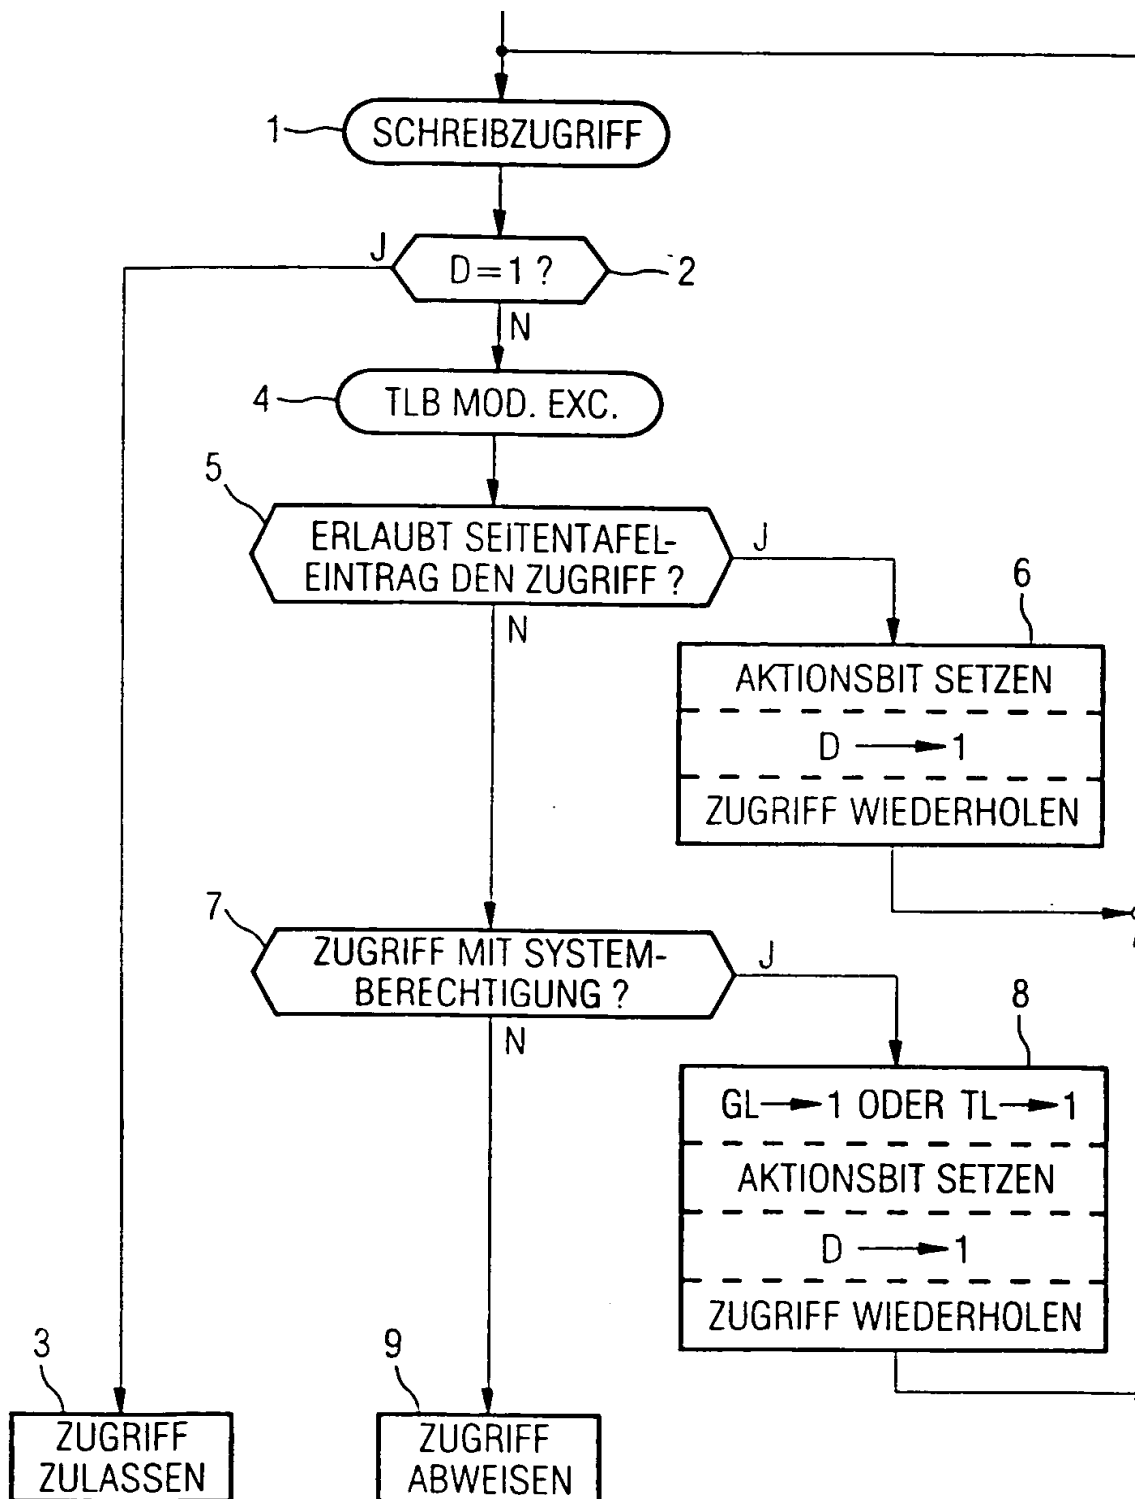 1
SCHREIBZUGRIFF
J
D=1 ?
2
N
4
TLB MOD. EXC.
5
ERLAUBT SEITENTAFEL-
EINTRAG DEN ZUGRIFF ?
J
N
6
AKTIONSBIT SETZEN
D → 1
ZUGRIFF WIEDERHOLEN
7
ZUGRIFF MIT SYSTEM-
BERECHTIGUNG ?
J
N
8
GL → 1 ODER TL → 1
AKTIONSBIT SETZEN
D → 1
ZUGRIFF WIEDERHOLEN
3
ZUGRIFF
ZULASSEN
9
ZUGRIFF
ABWEISEN